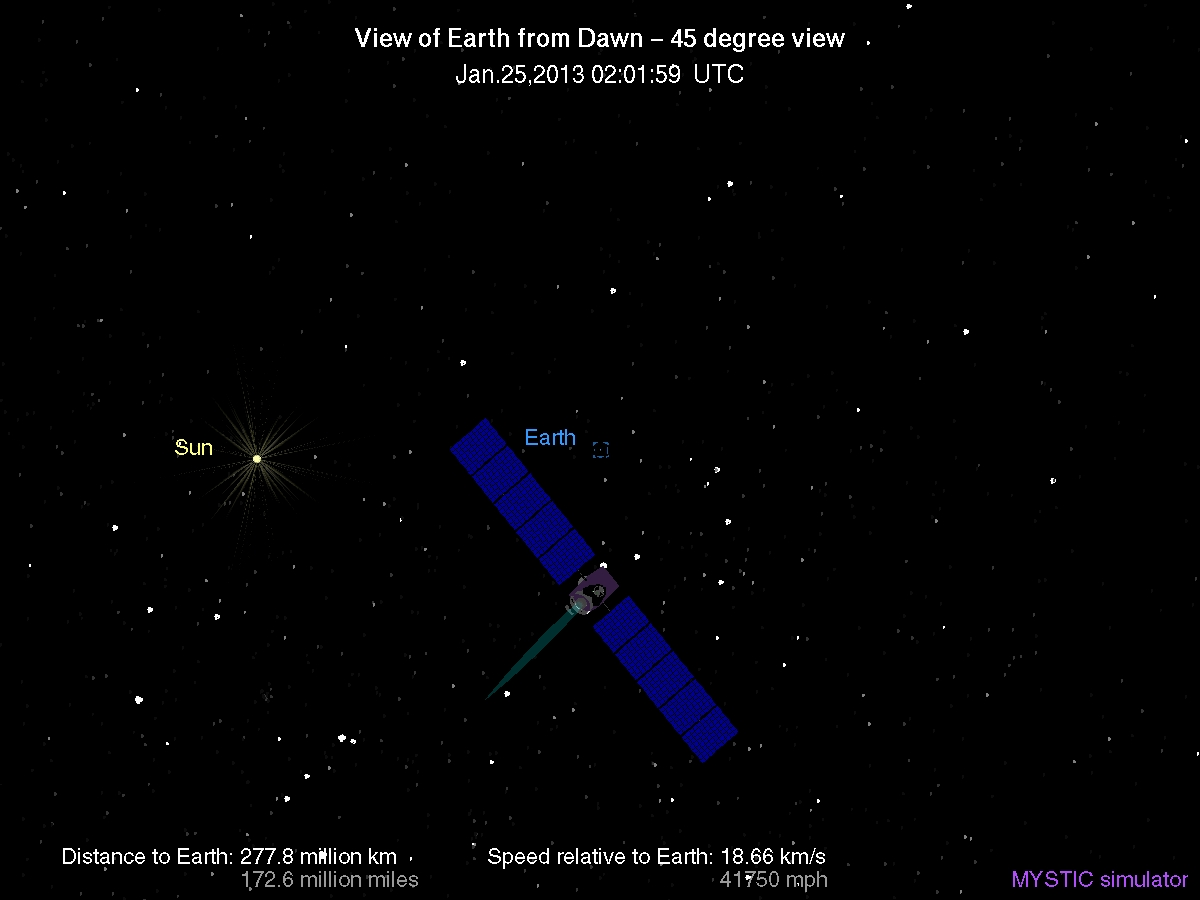 View of Earth from Dawn – 45 degree view
Jan.25,2013 02:01:59 UTC
Earth
Sun
Distance to Earth: 277.8 million km
172.6 million miles
Speed relative to Earth: 18.66 km/s
41750 mph
MYSTIC simulator